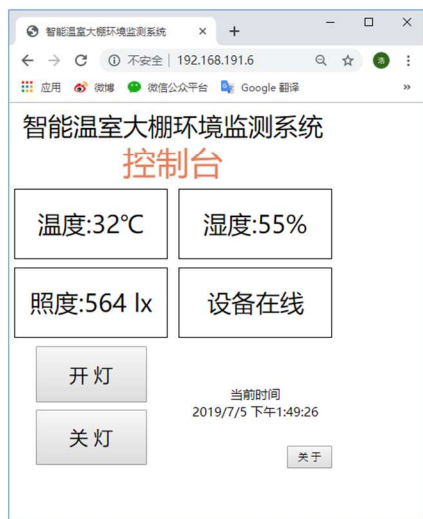 智能温室大棚环境监测系统
不安全 | 192.168.191.6
浩
应用 微博 微信公众平台 Google 翻译 »
智能温室大棚环境监测系统
控制台
温度:32℃ 湿度:55%
照度:564 lx 设备在线
开 灯
关 灯
当前时间
2019/7/5 下午1:49:26
关 于